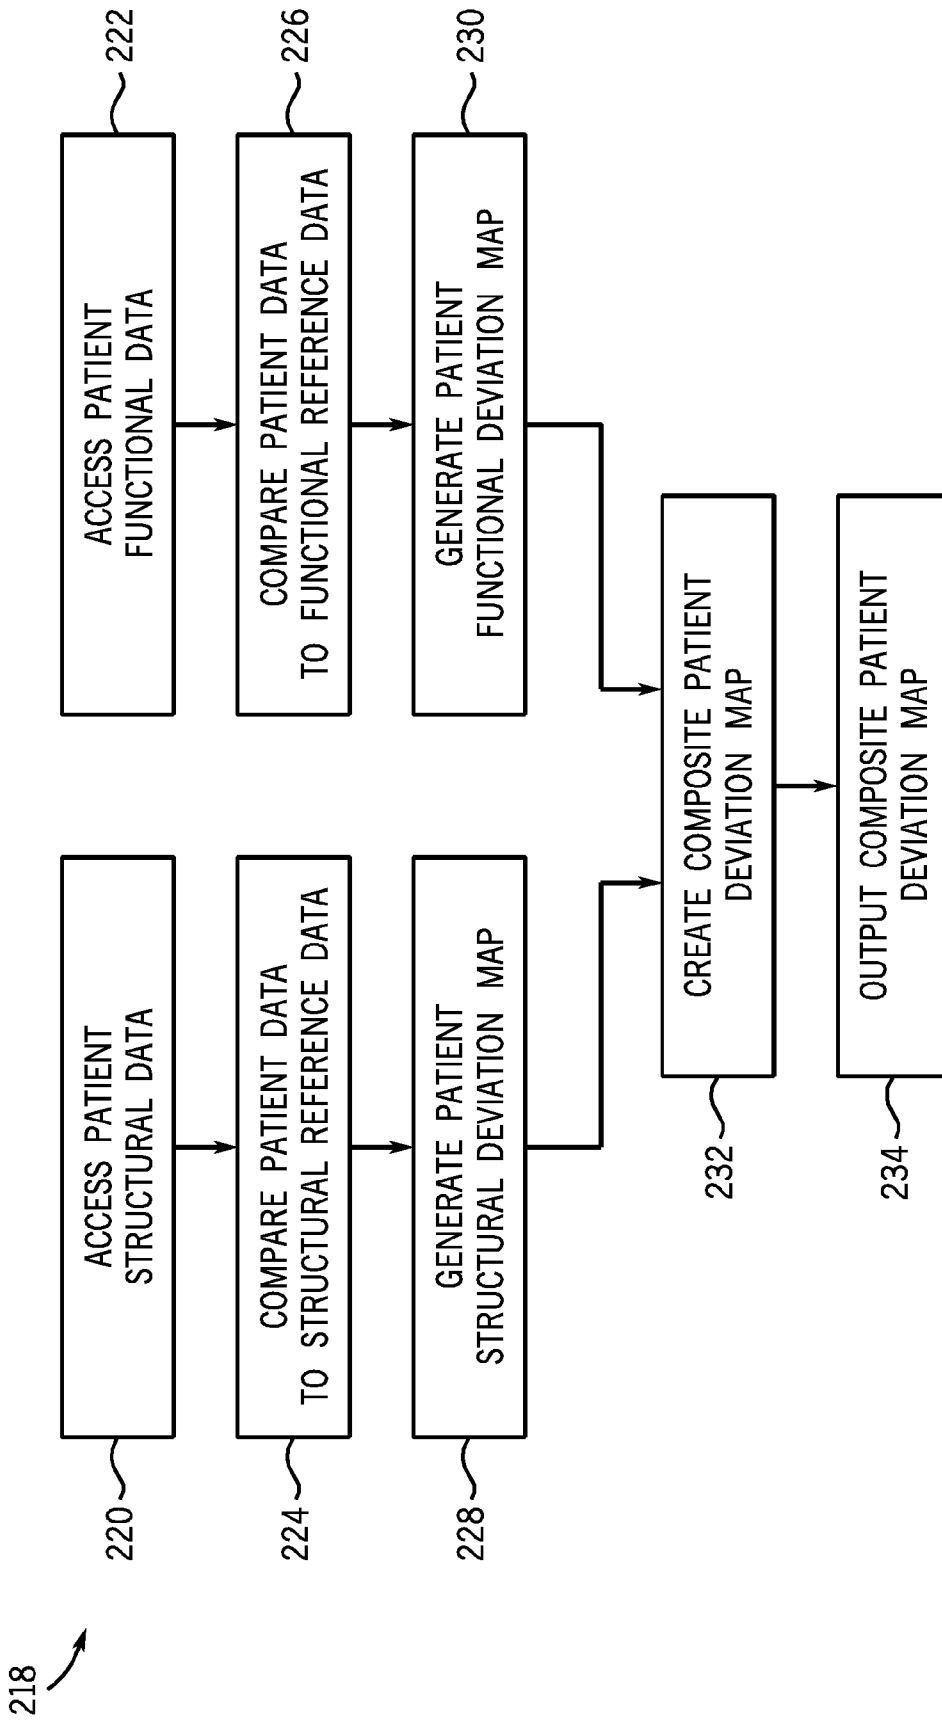 218
220
ACCESS PATIENT
STRUCTURAL DATA
222
ACCESS PATIENT
FUNCTIONAL DATA
224
COMPARE PATIENT DATA
TO STRUCTURAL REFERENCE DATA
226
COMPARE PATIENT DATA
TO FUNCTIONAL REFERENCE DATA
228
GENERATE PATIENT
STRUCTURAL DEVIATION MAP
230
GENERATE PATIENT
FUNCTIONAL DEVIATION MAP
232
CREATE COMPOSITE PATIENT
DEVIATION MAP
234
OUTPUT COMPOSITE PATIENT
DEVIATION MAP